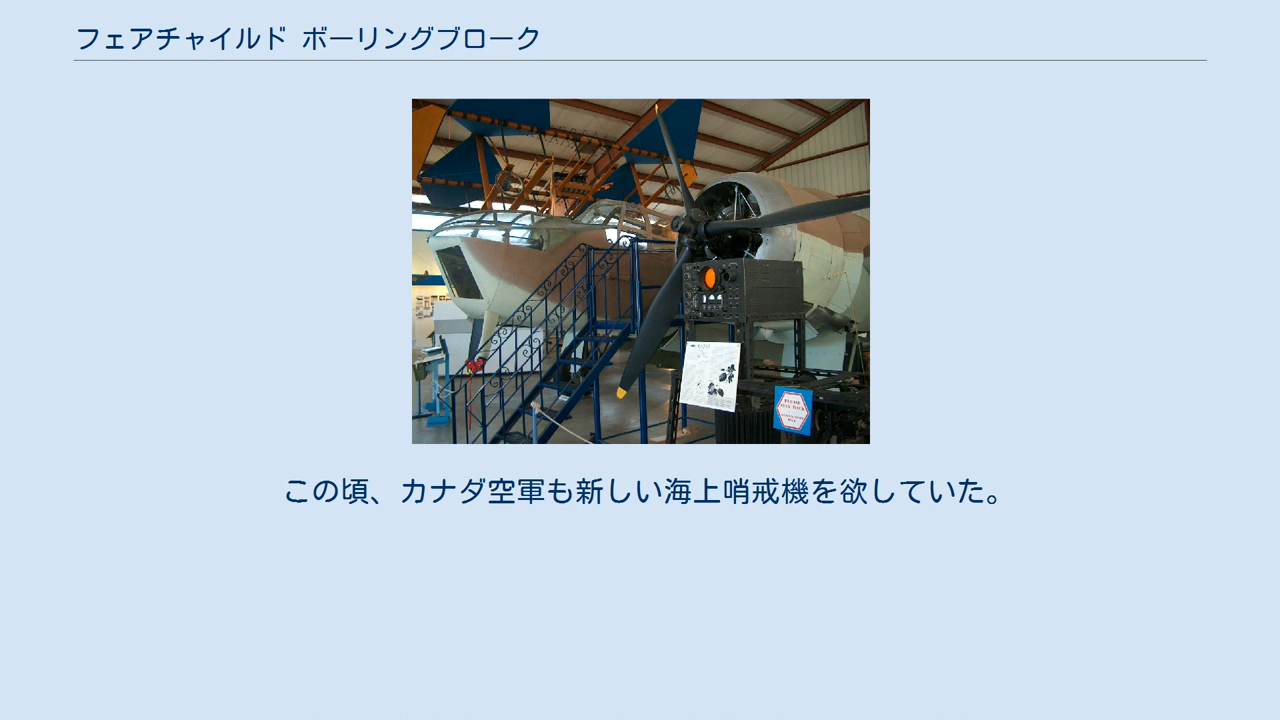 フェアチャイルド ボーリングブローク
この頃、カナダ空軍も新しい海上哨戒機を欲していた。